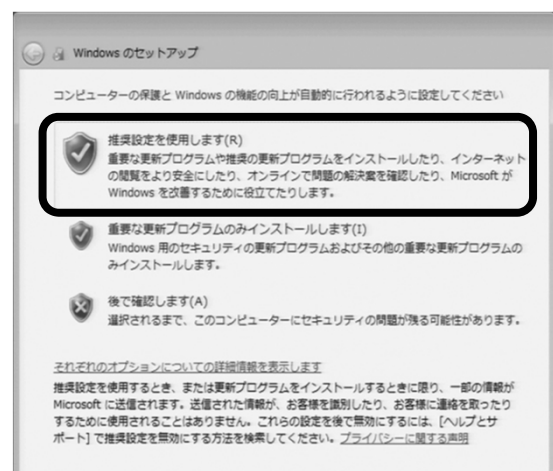 Windows のセットアップ
コンピューターの保護と Windows の機能の向上が自動的に行われるように設定してください
推奨設定を使用します(R)
重要な更新プログラムや推奨の更新プログラムをインストールしたり、インターネット
の閲覧をより安全にしたり、オンラインで問題の解決案を確認したり、Microsoft が
Windows を改善するために役立てたりします。
重要な更新プログラムのみインストールします(I)
Windows 用のセキュリティの更新プログラムおよびその他の重要な更新プログラムの
みインストールします。
後で確認します(A)
選択されるまで、このコンピューターにセキュリティの問題が残る可能性があります。
それぞれのオプションについての詳細情報を表示します
推奨設定を使用するとき、または更新プログラムをインストールするときに限り、一部の情報が
Microsoft に送信されます。送信された情報が、お客様を識別したり、お客様に連絡を取ったり
するために使用されることはありません。これらの設定を後で無効にするには、[ヘルプとサ
ポート] で推奨設定を無効にする方法を検索してください。プライバシーに関する声明